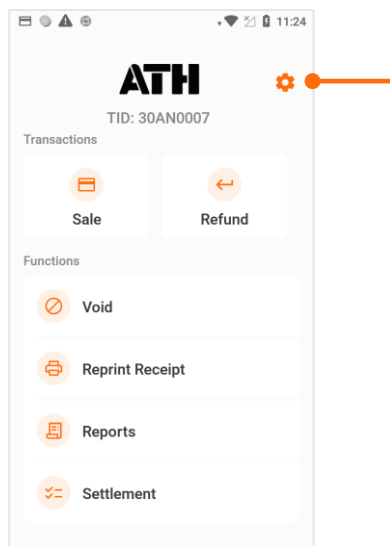 11:24
ATH
TID: 30AN0007
Transactions
Sale
Refund
Functions
Void
Reprint Receipt
Reports
Settlement